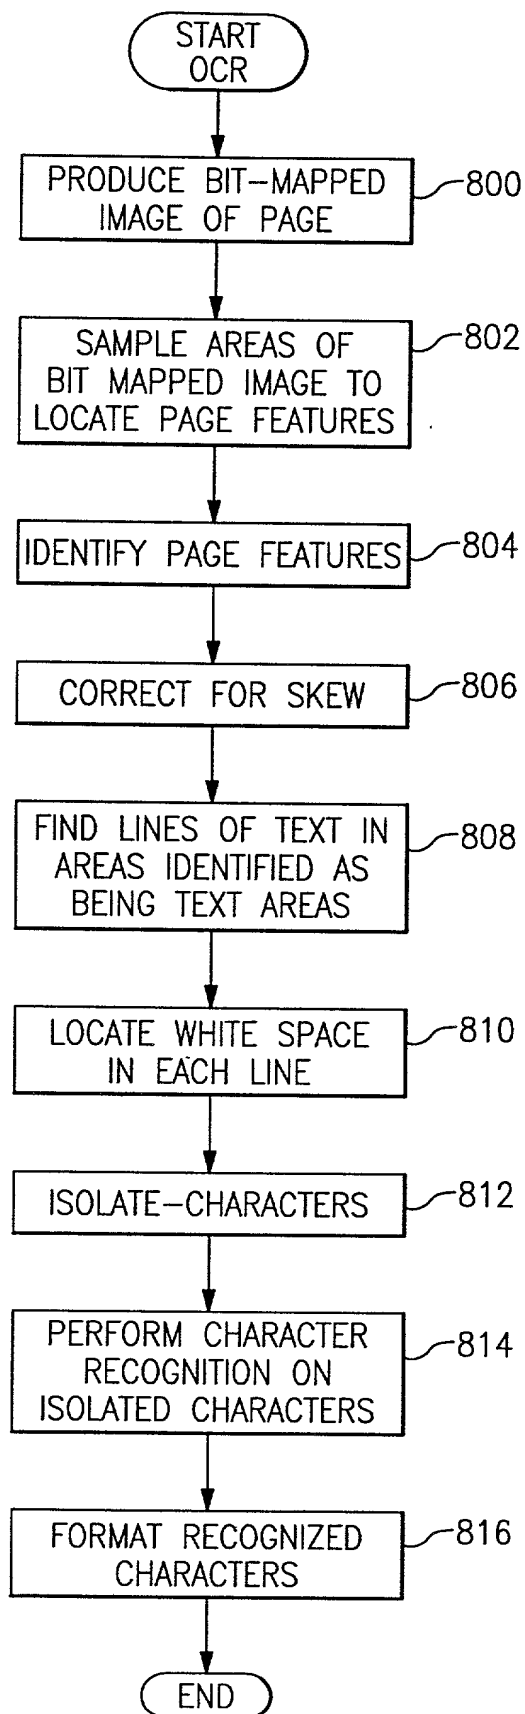 START
OCR
PRODUCE BIT-MAPPED
IMAGE OF PAGE
800
SAMPLE AREAS OF
BIT MAPPED IMAGE TO
LOCATE PAGE FEATURES
802
IDENTIFY PAGE FEATURES
804
CORRECT FOR SKEW
806
FIND LINES OF TEXT IN
AREAS IDENTIFIED AS
BEING TEXT AREAS
808
LOCATE WHITE SPACE
IN EACH LINE
810
ISOLATE-CHARACTERS
812
PERFORM CHARACTER
RECOGNITION ON
ISOLATED CHARACTERS
814
FORMAT RECOGNIZED
CHARACTERS
816
END